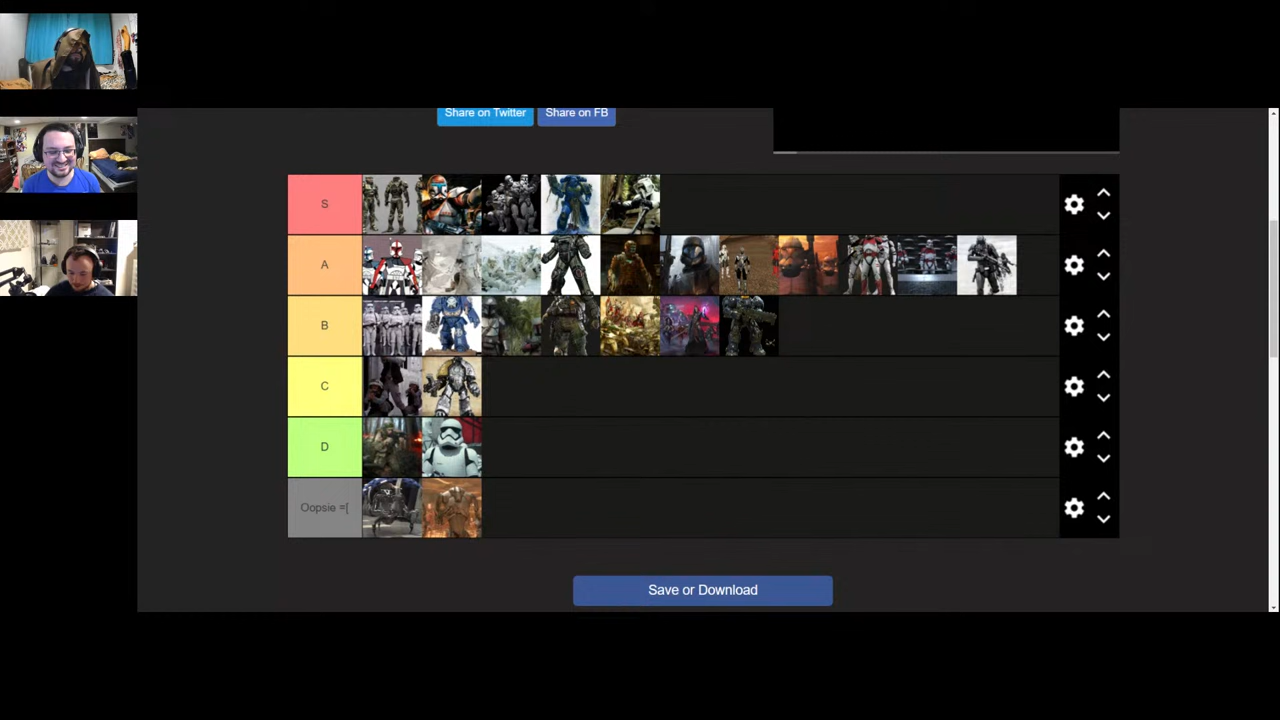 Share on Twitter
Share on FB
S
A
B
C
D
Oopsie =[
Save or Download